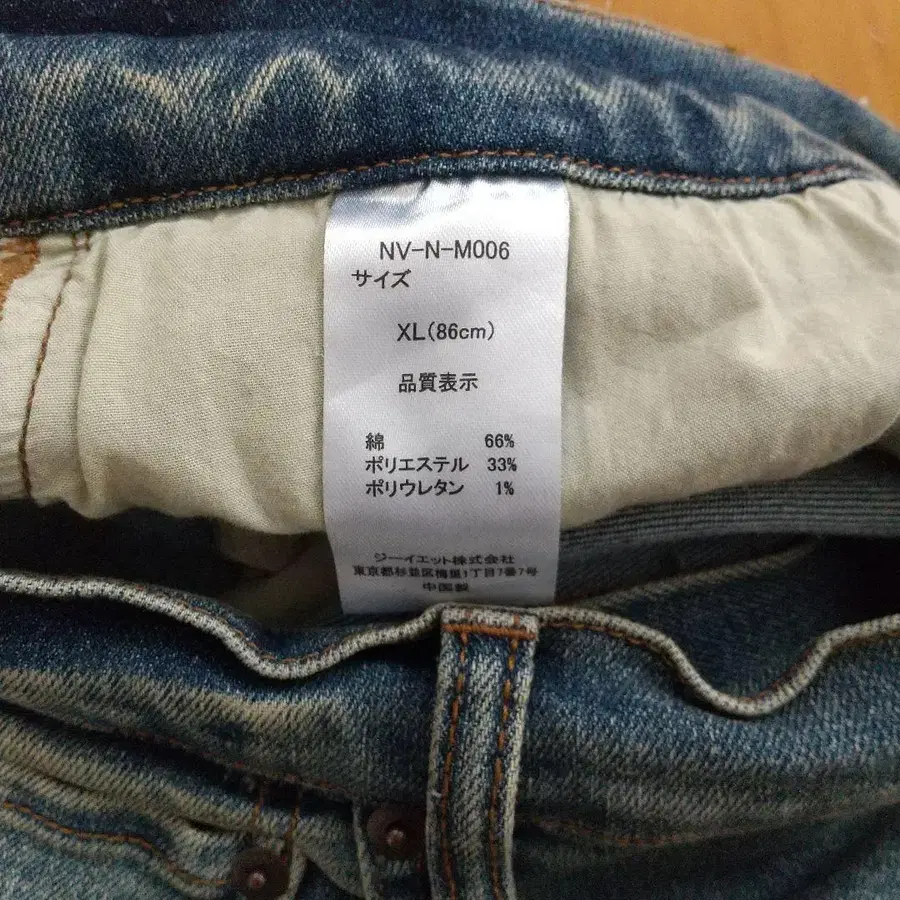 NV-N-M006
サイズ
XL(86cm)
品質表示
綿 66%
ポリエステル 33%
ポリウレタン 1%
ジーイエット株式会社
東京都杉並区梅里1丁目7番7号
中国製